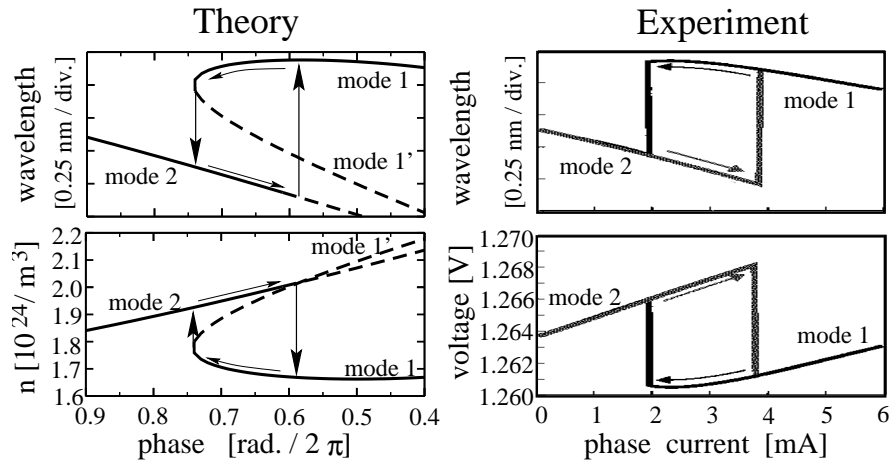 Theory
Experiment
wavelength
[0.25 nm / div.]
mode 1
mode 1'
mode 2
wavelength
[0.25 nm / div.]
mode 1
mode 2
n [10^24/ m^3]
2.2
2.1
2.0
1.9
1.8
1.7
1.6
mode 1'
mode 2
mode 1
0.9 0.8 0.7 0.6 0.5 0.4
phase [rad. / 2 π]
voltage [V]
1.270
1.268
1.266
1.264
1.262
1.260
mode 2
mode 1
0 1 2 3 4 5 6
phase current [mA]